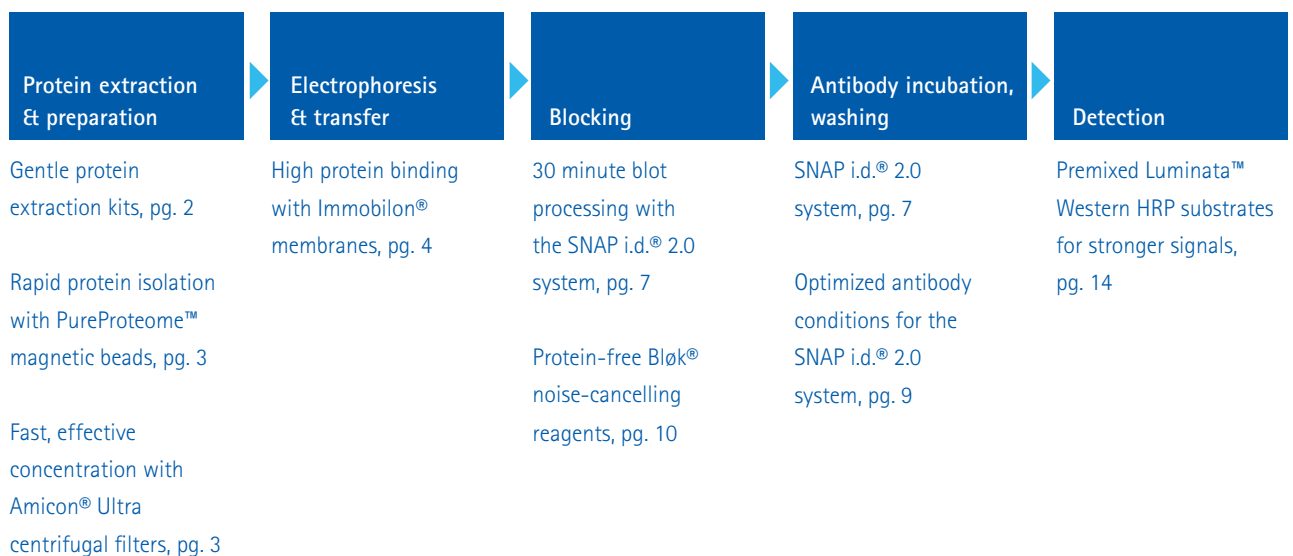 Protein extraction
& preparation
Electrophoresis
& transfer
Blocking
Antibody incubation,
washing
Detection
Gentle protein
extraction kits, pg. 2
Rapid protein isolation
with PureProteome™
magnetic beads, pg. 3
Fast, effective
concentration with
Amicon® Ultra
centrifugal filters, pg. 3
High protein binding
with Immobilon®
membranes, pg. 4
30 minute blot
processing with
the SNAP i.d.® 2.0
system, pg. 7
Protein-free Bløk®
noise-cancelling
reagents, pg. 10
SNAP i.d.® 2.0
system, pg. 7
Optimized antibody
conditions for the
SNAP i.d.® 2.0
system, pg. 9
Premixed Luminata™
Western HRP substrates
for stronger signals,
pg. 14